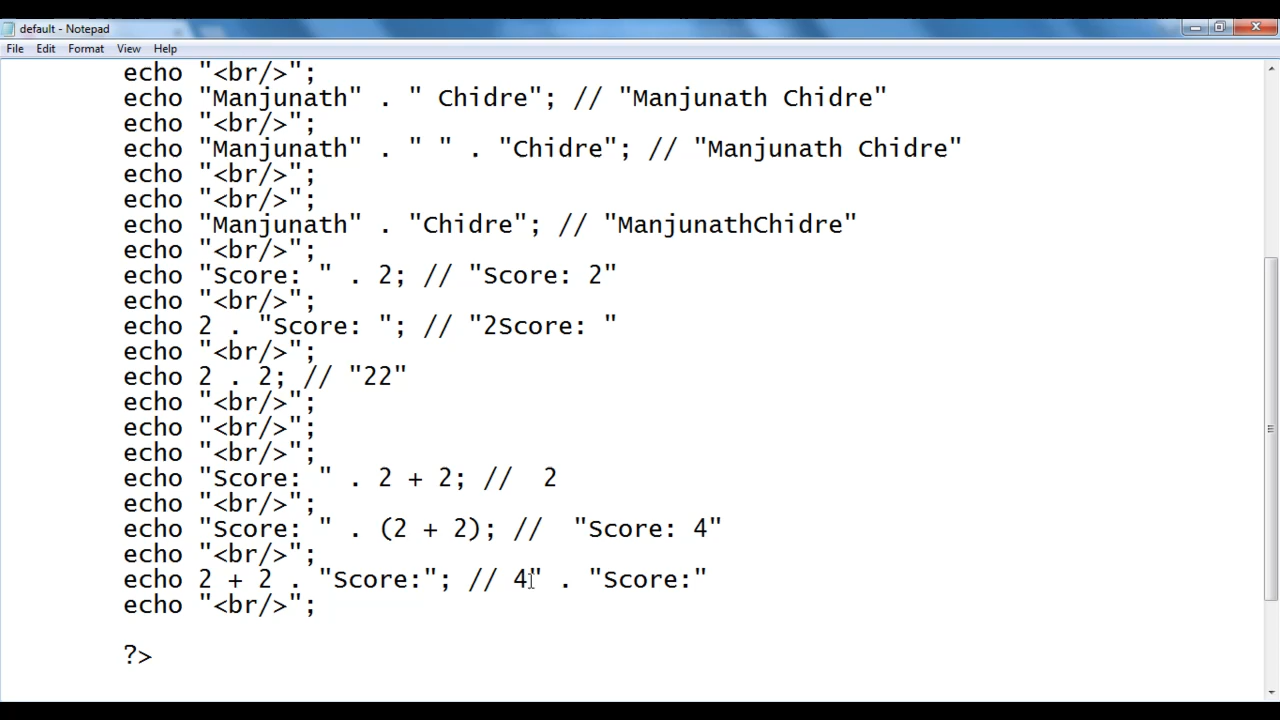 default - Notepad
File Edit Format View Help
echo "<br/>";
echo "Manjunath" . " Chidre"; // "Manjunath Chidre"
echo "<br/>";
echo "Manjunath" . " " . "Chidre"; // "Manjunath Chidre"
echo "<br/>";
echo "<br/>";
echo "Manjunath" . "Chidre"; // "ManjunathChidre"
echo "<br/>";
echo "Score: " . 2; // "Score: 2"
echo "<br/>";
echo 2 . "Score: "; // "2Score: "
echo "<br/>";
echo 2 . 2; // "22"
echo "<br/>";
echo "<br/>";
echo "<br/>";
echo "Score: " . 2 + 2; //  2
echo "<br/>";
echo "Score: " . (2 + 2); //  "Score: 4"
echo "<br/>";
echo 2 + 2 . "Score:"; // 4" . "Score:"
echo "<br/>";
?>